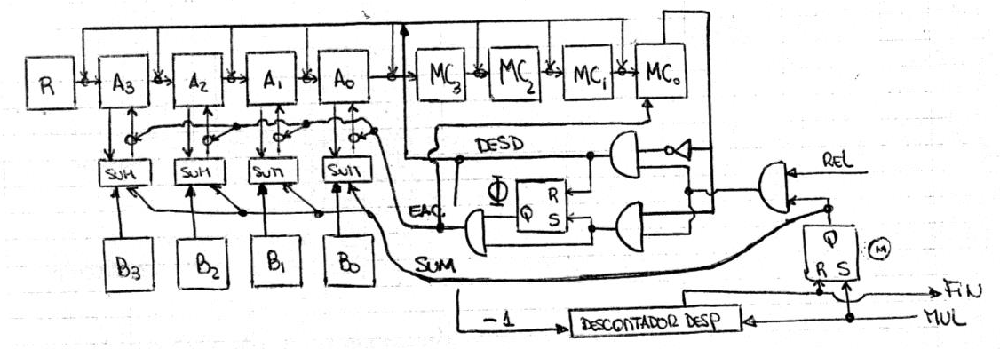 R A3 A2 A1 A0 MC3 MC2 MC1 MC0
DESD
REL
SUM SUM SUM SUM
Φ
R
Q S
EAC
Q
M
R S
B3 B2 B1 B0
SUM
FIN
-1
DESCONTADOR DESP
MUL